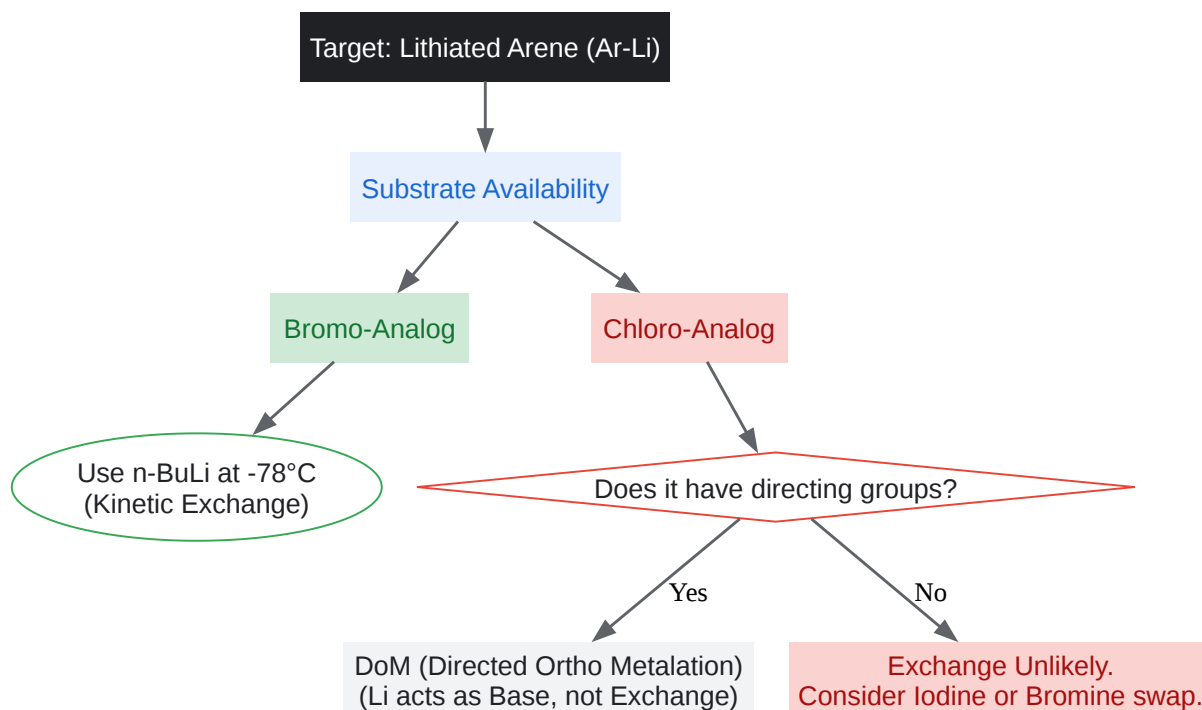 Target: Lithiated Arene (Ar-Li)
Substrate Availability
Bromo-Analog
Chloro-Analog
Use n-BuLi at -78°C
(Kinetic Exchange)
Does it have directing groups?
Yes
No
DoM (Directed Ortho Metalation)
(Li acts as Base, not Exchange)
Exchange Unlikely.
Consider Iodine or Bromine swap.